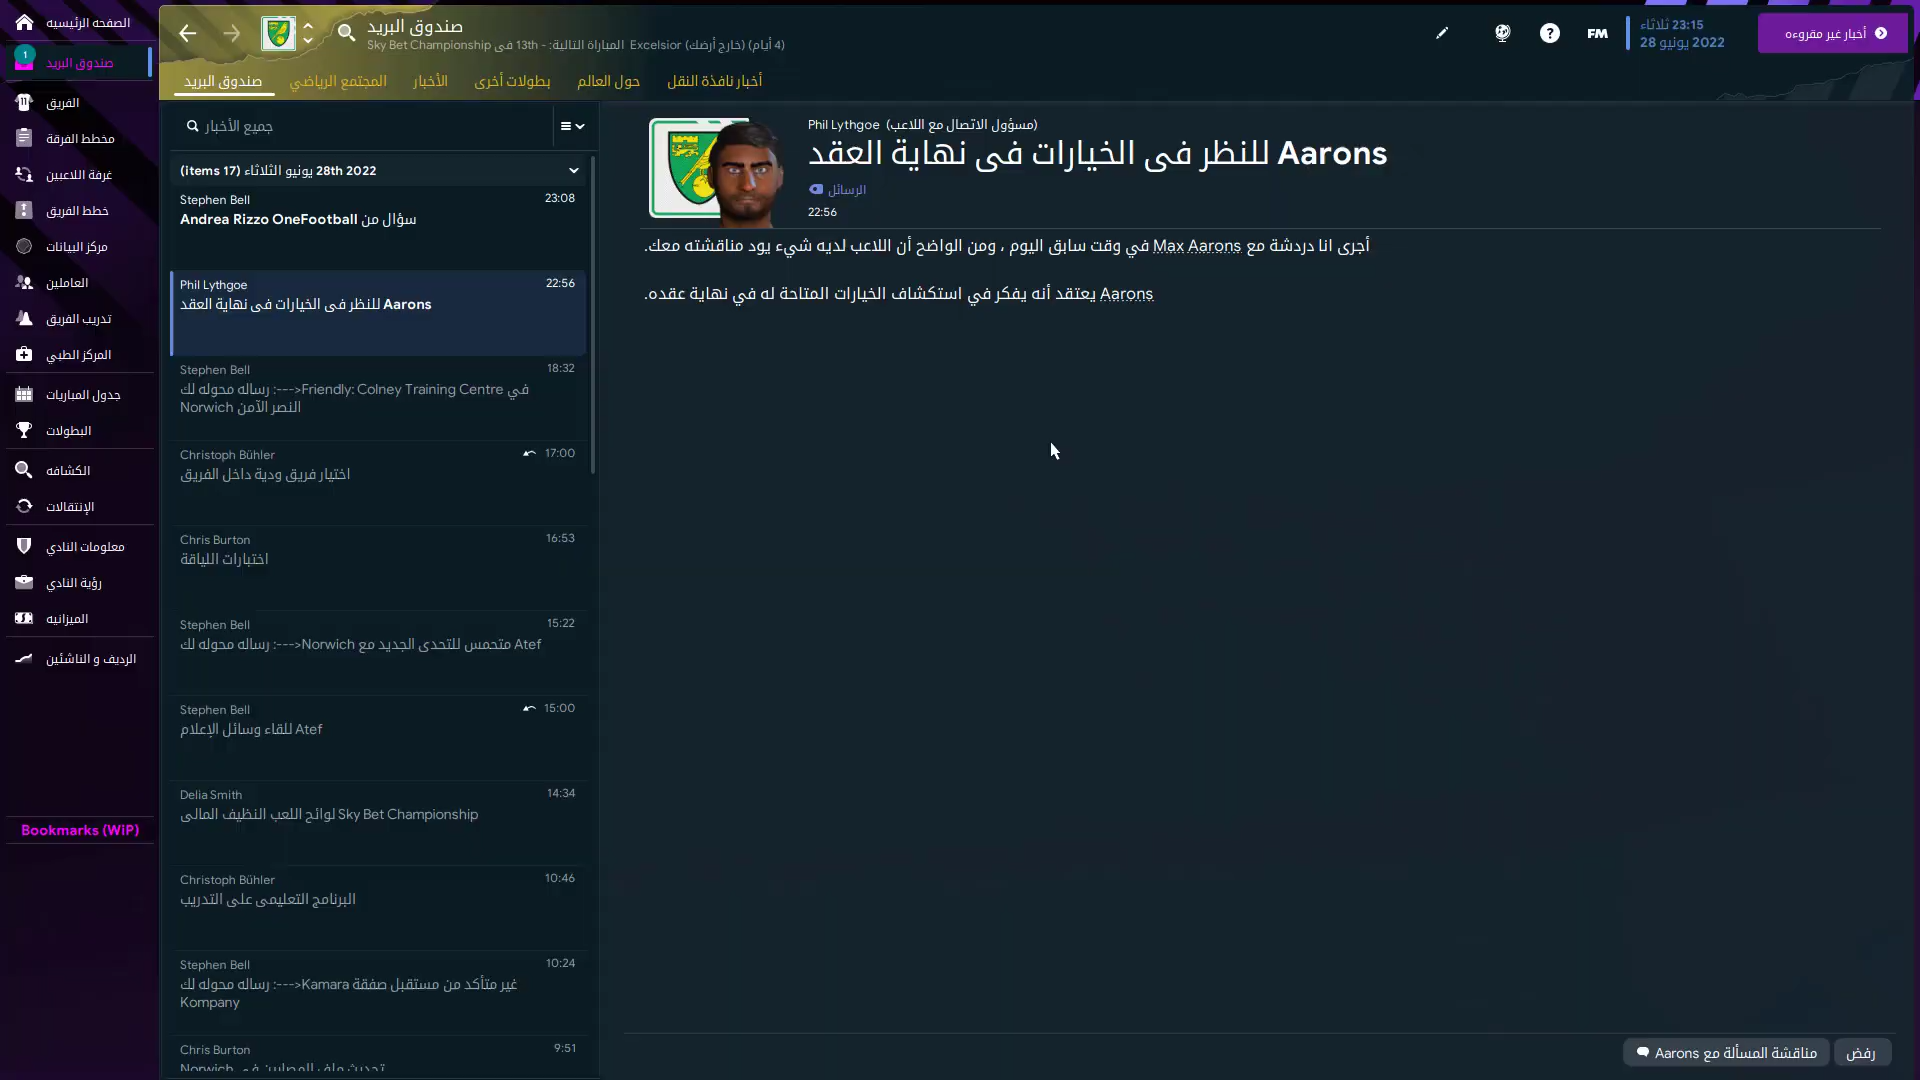 الصفحه الرئيسيه
1
صندوق البريد
الفريق
مخطط الفرقة
غرفة اللاعبين
خطط الفريق
مركز البيانات
العاملين
تدريب الفريق
المركز الطبي
جدول المباريات
البطولات
الكشافه
الإنتقالات
معلومات النادي
رؤية النادي
الميزانيه
الرديف و الناشئين
Bookmarks (WiP)
صندوق البريد
Sky Bet Championship فى 13th - :المباراة التالية Excelsior (خارج أرضك) (4 أيام)
FM
23:15 ثلاثاء
28 يونيو 2022
أخبار غير مقروءه
صندوق البريد
المجتمع الرياضي
الأخبار
بطولات أخرى
حول العالم
أخبار نافذة النقل
جميع الأخبار
(items 17) يونيو الثلاثاء 28th 2022
Stephen Bell 23:08
Andrea Rizzo OneFootball سؤال من
Phil Lythgoe 22:56
للنظر فى الخيارات فى نهاية العقد Aarons
Stephen Bell 18:32
رساله محوله لك :--->Friendly: Colney Training Centre في
Norwich النصر الآمن
Christoph Bühler 17:00
اختيار فريق ودية داخل الفريق
Chris Burton 16:53
اختبارات اللياقة
Stephen Bell 15:22
رساله محوله لك :--->Norwich متحمس للتحدى الجديد مع Atef
Stephen Bell 15:00
للقاء وسائل الإعلام Atef
Delia Smith 14:34
لوائح اللعب النظيف المالى Sky Bet Championship
Christoph Bühler 10:46
البرنامج التعليمى على التدريب
Stephen Bell 10:24
رساله محوله لك :--->Kamara غير متأكد من مستقبل صفقة
Kompany
Chris Burton 9:51
Norwich تحديث ملف المصابين في
Phil Lythgoe (مسؤول الاتصال مع اللاعب)
للنظر فى الخيارات فى نهاية العقد Aarons
الرسائل
22:56
أجرى انا دردشة مع Max Aarons في وقت سابق اليوم ، ومن الواضح أن اللاعب لديه شيء يود مناقشته معك.
Aarons يعتقد أنه يفكر في استكشاف الخيارات المتاحة له في نهاية عقده.
مناقشة المسألة مع Aarons
رفض